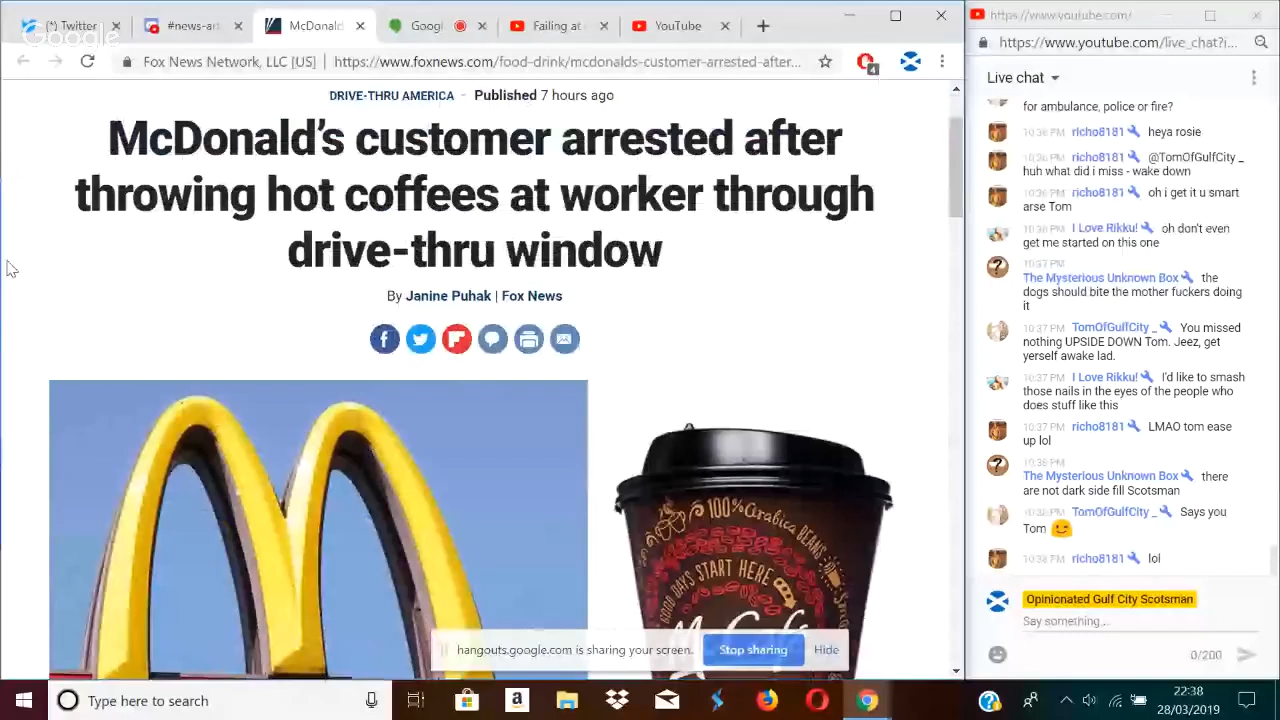 Twitter
#news-art
McDonald
Googl
Failing at
YouTube
Google
Fox News Network, LLC [US]
https://www.foxnews.com/food-drink/mcdonalds-customer-arrested-after...
4
DRIVE-THRU AMERICA - Published 7 hours ago
McDonald's customer arrested after
throwing hot coffees at worker through
drive-thru window
By Janine Puhak | Fox News
100% Arabica BEANS
GOOD DAYS START HERE
McCafé
hangouts.google.com is sharing your screen.
Stop sharing
Hide
https://www.youtube.com/
https://www.youtube.com/live_chat?i...
Live chat
for ambulance, police or fire?
10:36 PM richo8181 heya rosie
10:36 PM richo8181 @TomOfGulfCity _
huh what did i miss - wake down
10:36 PM richo8181 oh i get it u smart
arse Tom
10:36 PM I Love Rikku! oh don't even
get me started on this one
10:37 PM
The Mysterious Unknown Box the
dogs should bite the mother fuckers doing
it
10:37 PM TomOfGulfCity _ You missed
nothing UPSIDE DOWN Tom. Jeez, get
yerself awake lad.
10:37 PM I Love Rikku! I'd like to smash
those nails in the eyes of the people who
does stuff like this
10:37 PM richo8181 LMAO tom ease
up lol
10:38 PM
The Mysterious Unknown Box there
are not dark side fill Scotsman
10:38 PM TomOfGulfCity _ Says you
Tom
10:38 PM richo8181 lol
Opinionated Gulf City Scotsman
Say something...
0/200
Type here to search
22:38
28/03/2019